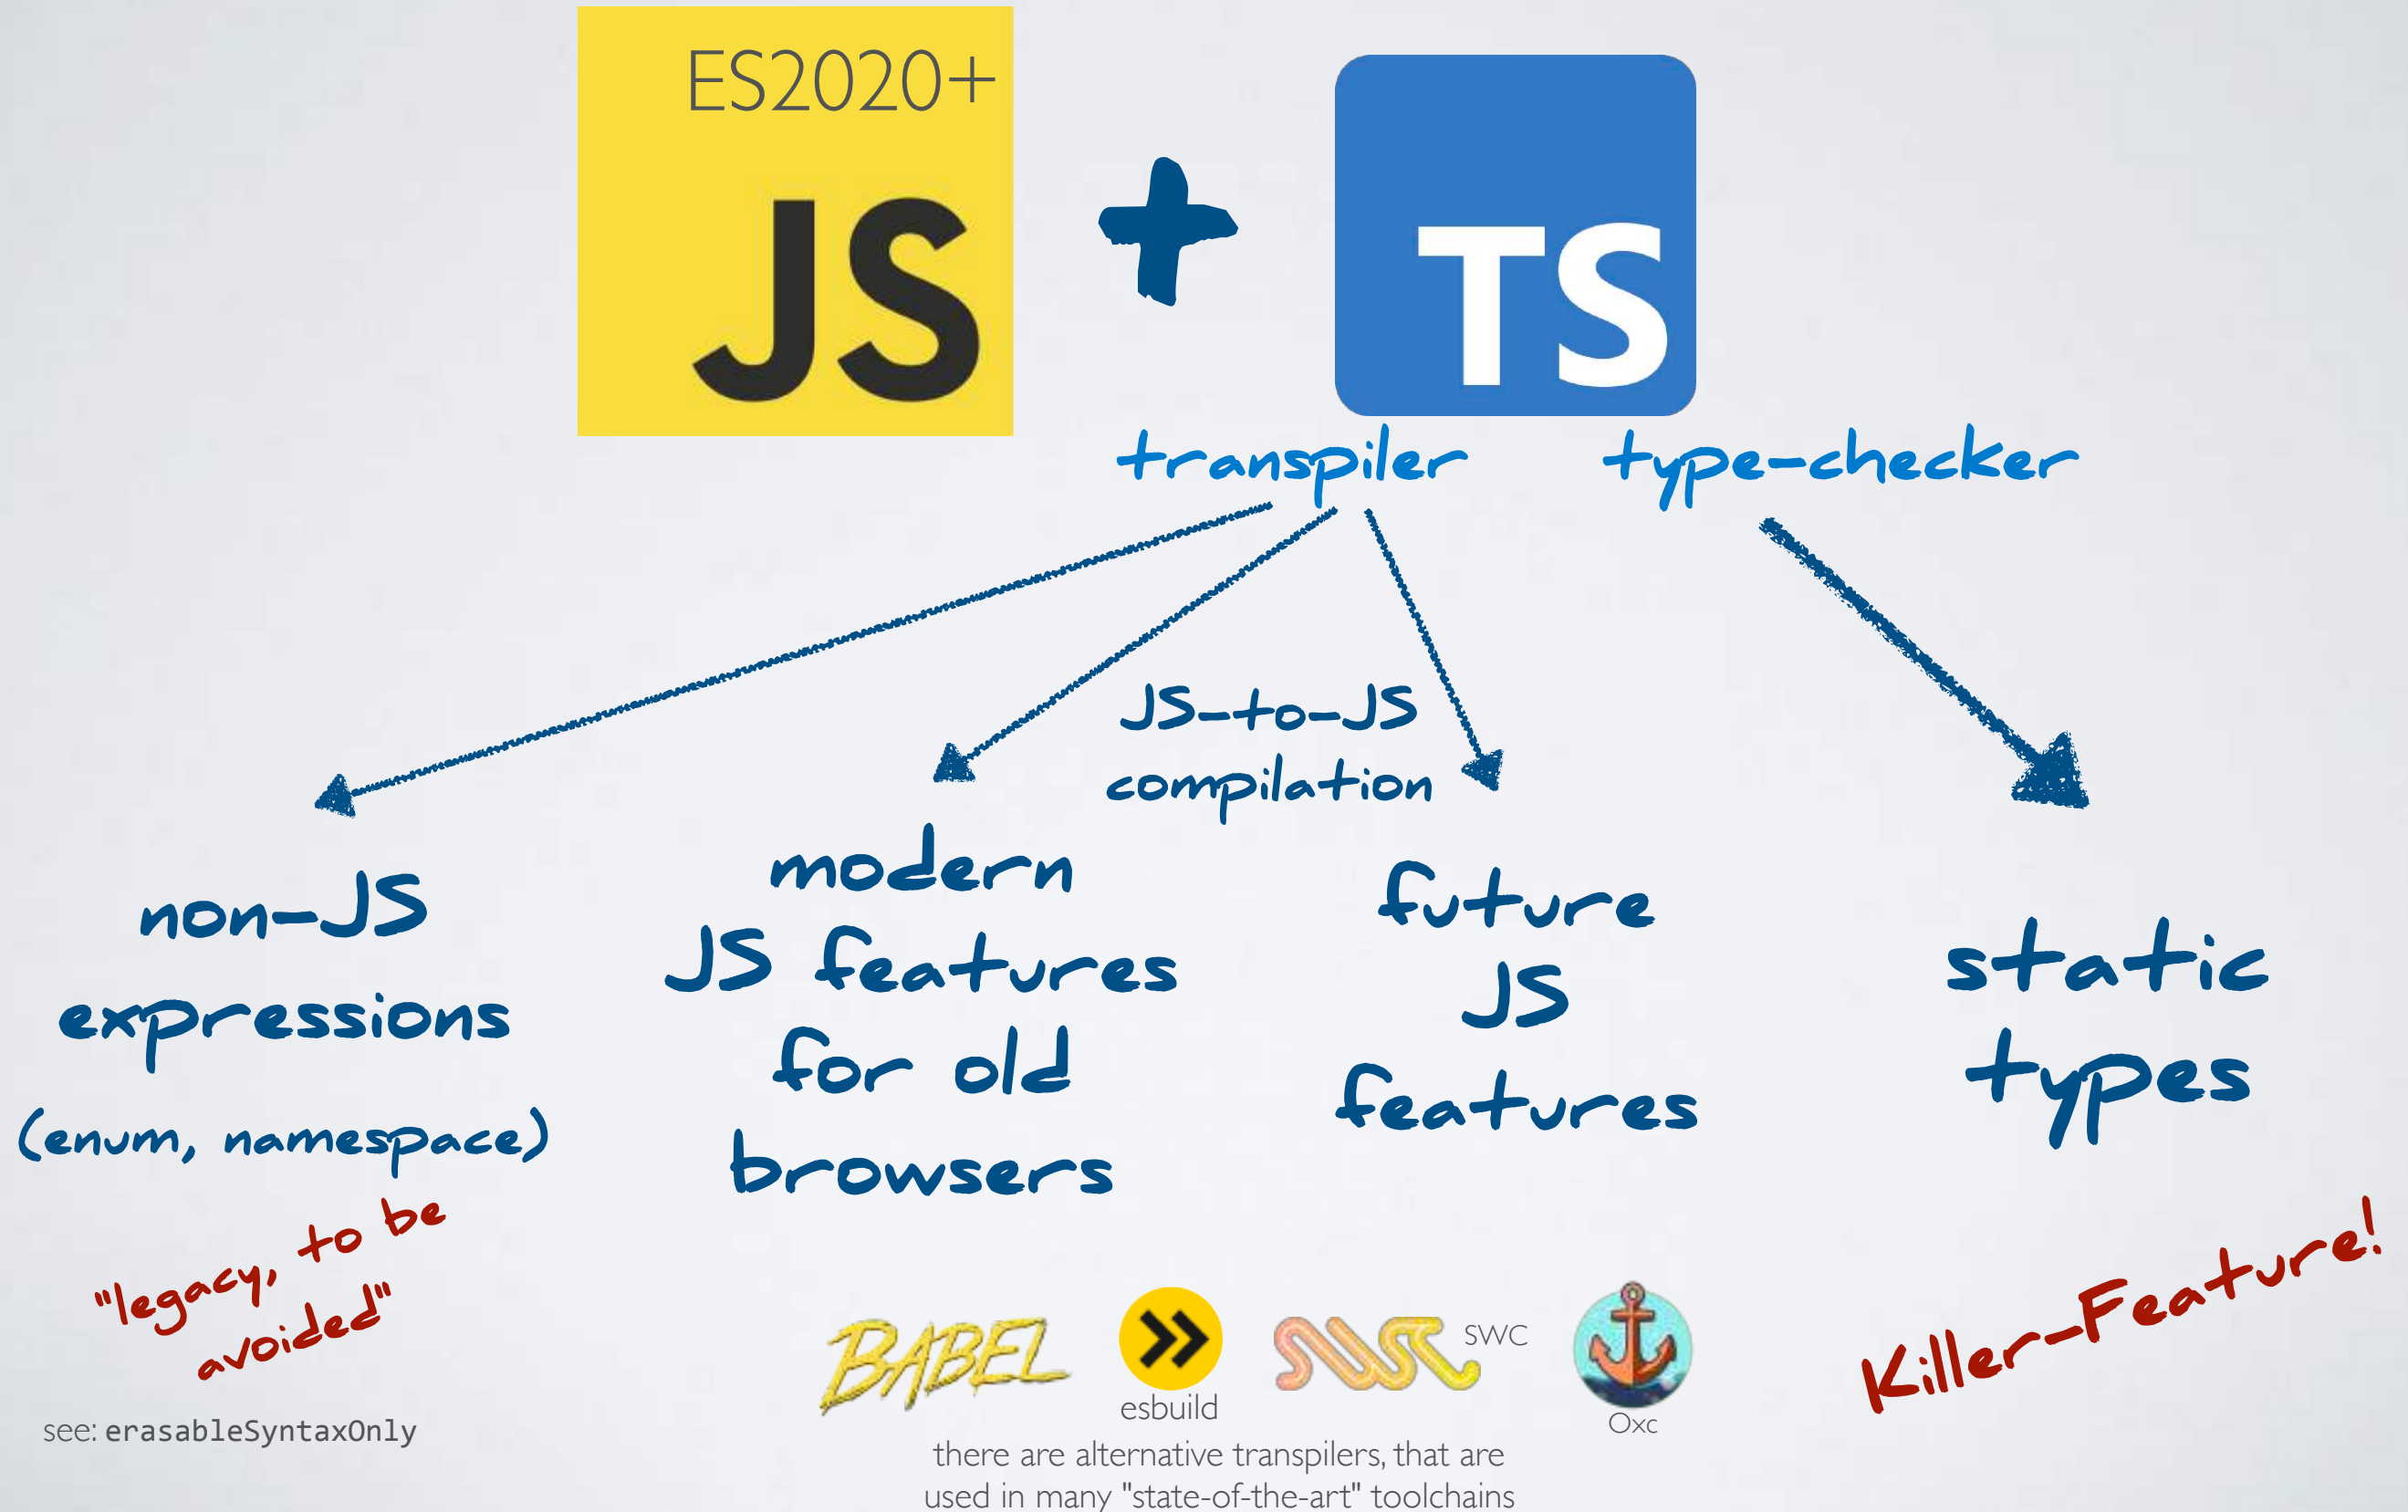 ES2020+
JS
TS
transpiler
type-checker
JS-to-JS
compilation
non-JS
expressions
(enum, namespace)
"legacy, to be
avoided"
see: erasableSyntaxOnly
modern
JS features
for old
browsers
future
JS
features
static
types
Killer-Feature!
BABEL
esbuild
SWC
SWC
Oxc
there are alternative transpilers, that are
used in many "state-of-the-art" toolchains